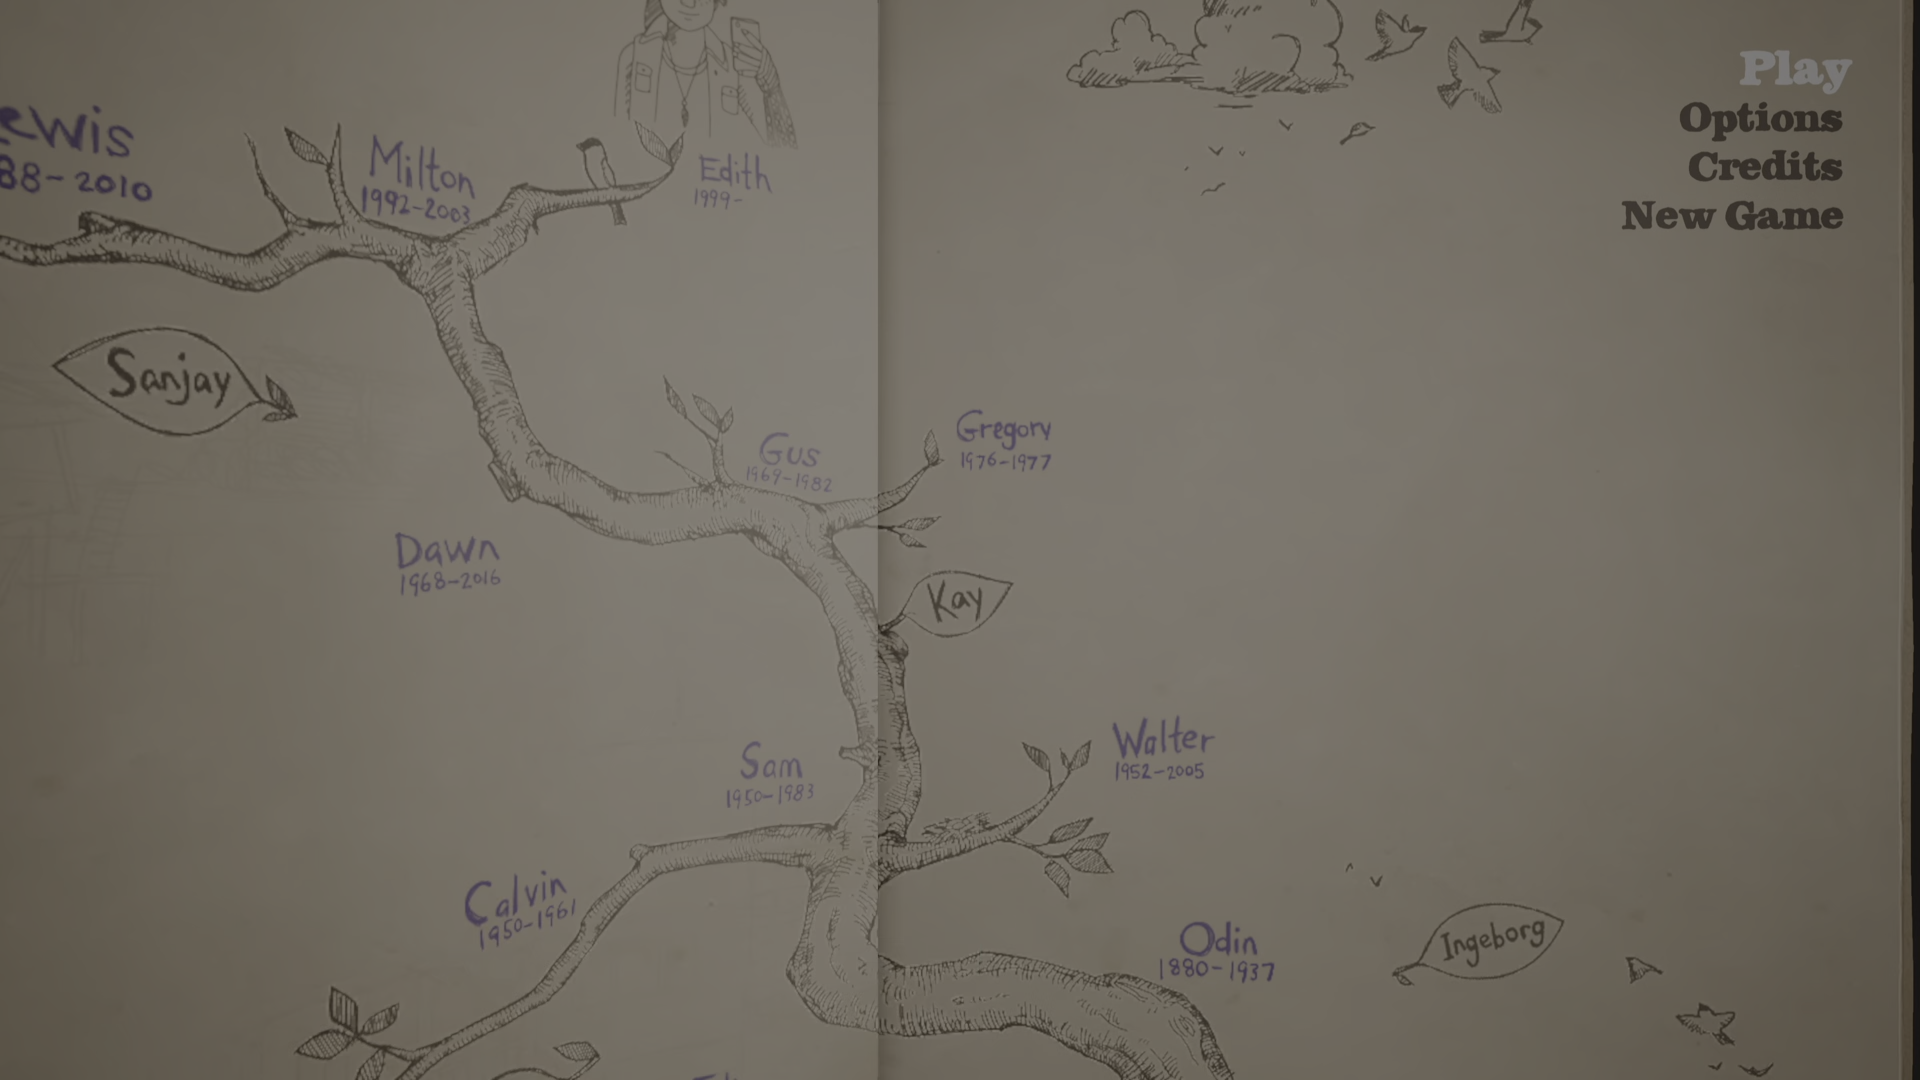 Play
Options
Credits
New Game
Milton
1992-2003
Edith
1999-
88-2010
Sanjay
Gregory
1976-1977
Gus
1969-1982
Dawn
1968-2016
Kay
Walter
1952-2005
Sam
1950-1983
Calvin
1950-1961
Odin
1880-1937
Ingeborg